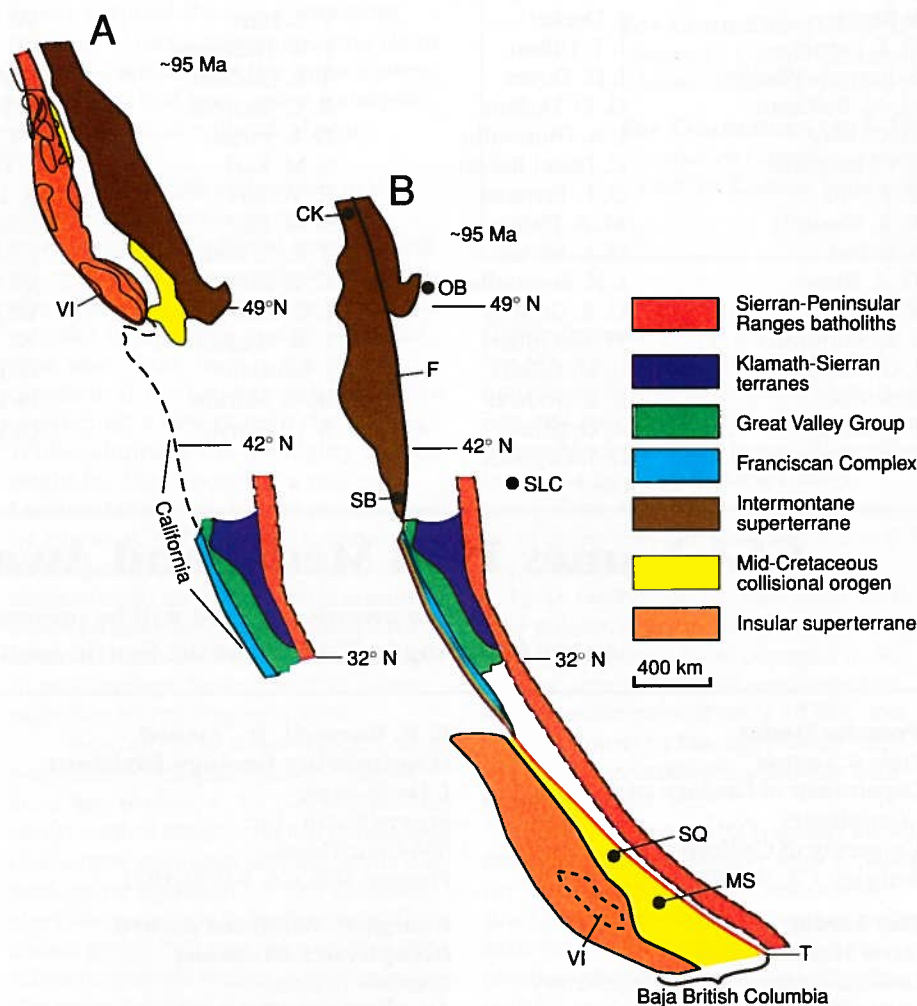 A
~95 Ma
B
CK
~95 Ma
OB
49° N
49° N
VI
F
42° N
42° N
SB
SLC
California
32° N
32° N
Sierran-Peninsular
Ranges batholiths
Klamath-Sierran
terranes
Great Valley Group
Franciscan Complex
Intermontane
superterrane
Mid-Cretaceous
collisional orogen
Insular superterrane
400 km
SQ
MS
VI
T
Baja British Columbia